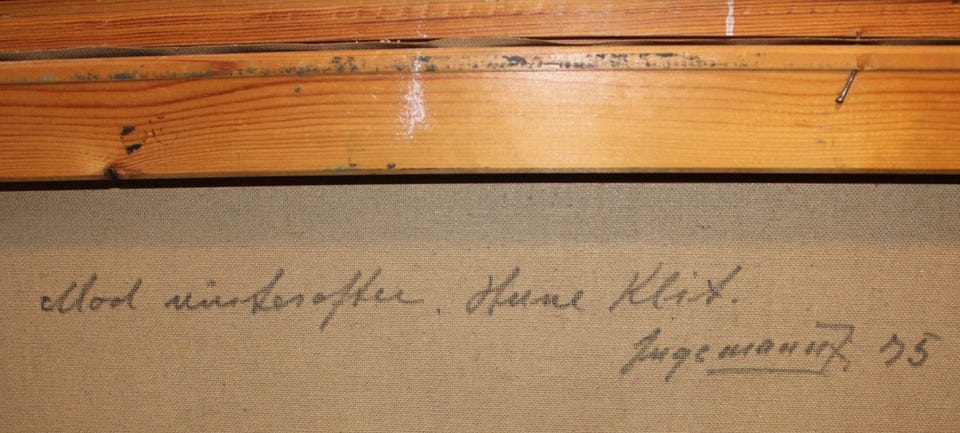 Mod vinteraften. Hune Klit.
Ingemann 75